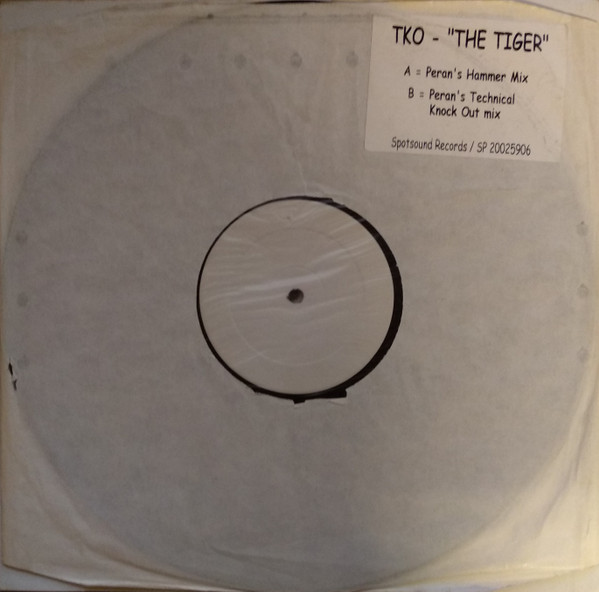 TKO - "THE TIGER"
A = Peran's Hammer Mix
B = Peran's Technical
Knock Out mix
Spotsound Records / SP 20025906